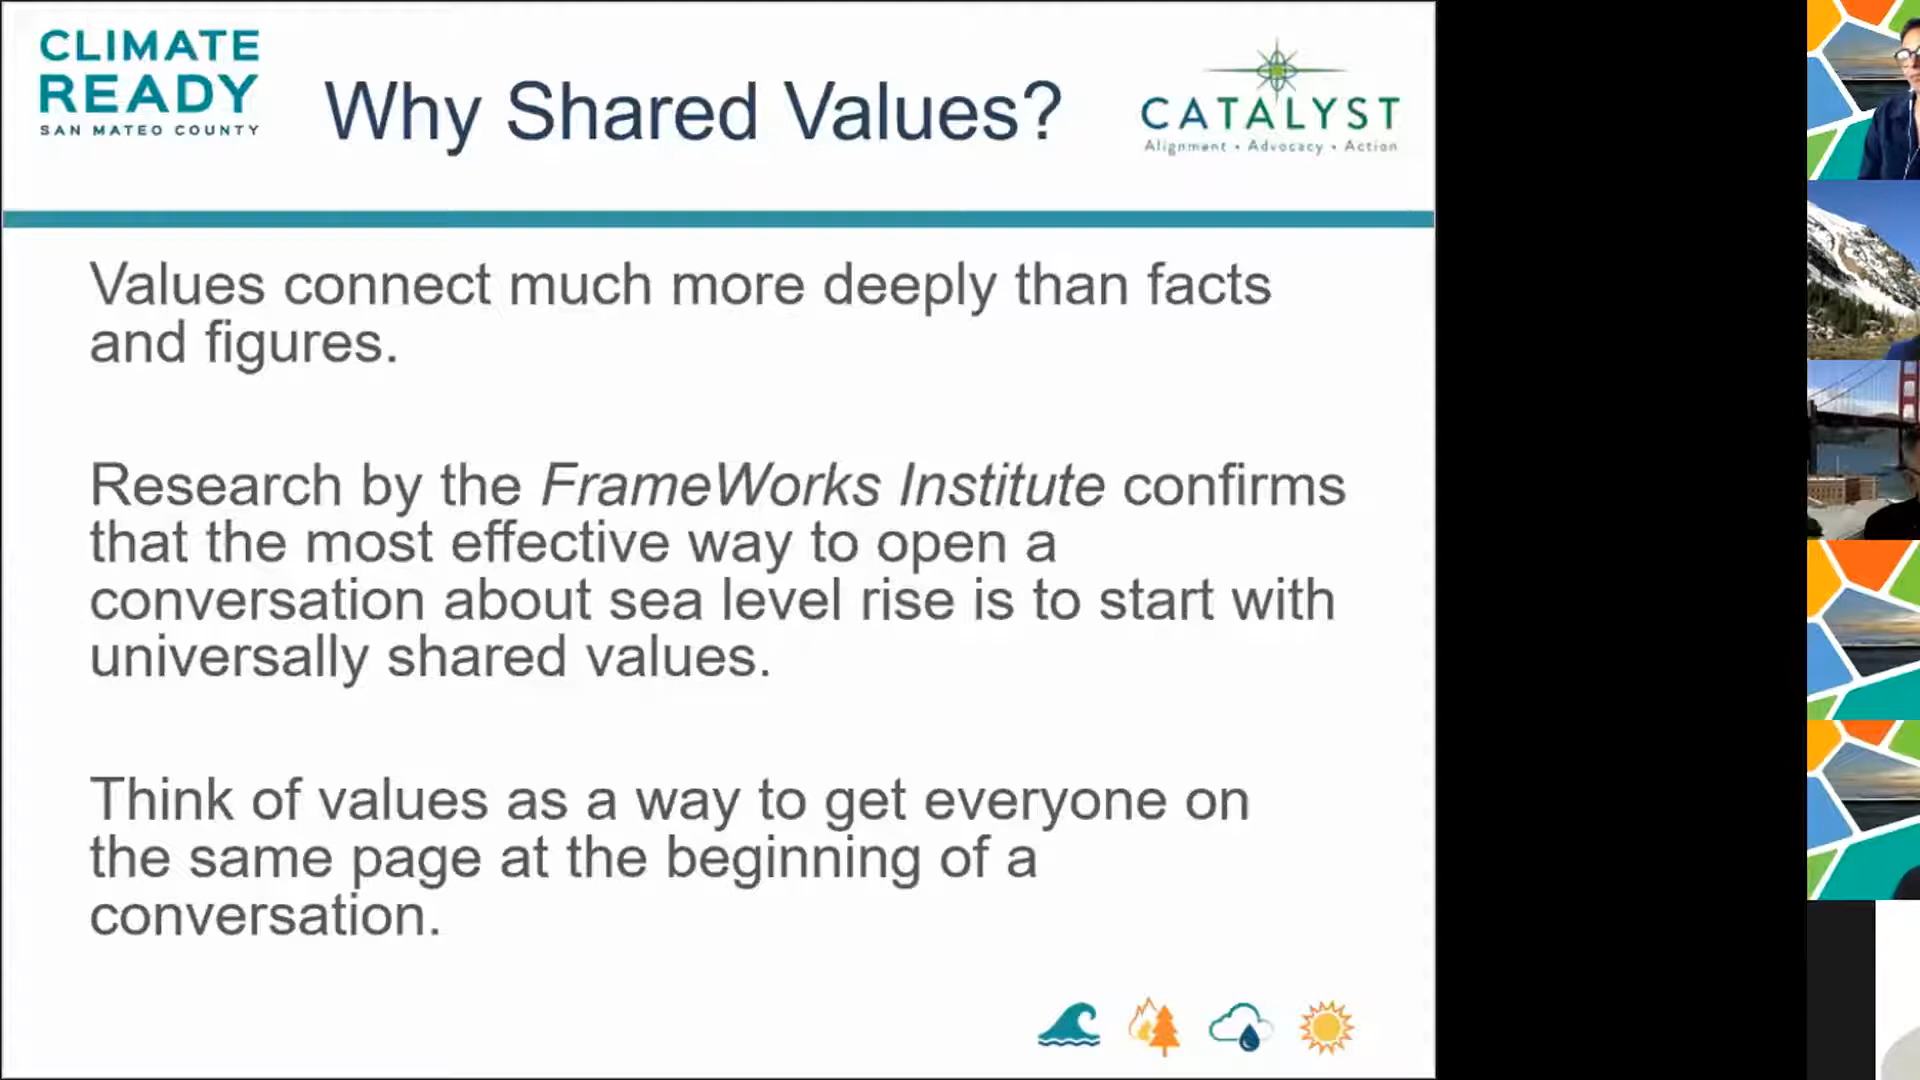 CLIMATE
READY
SAN MATEO COUNTY
Why Shared Values?
CATALYST
Alignment • Advocacy • Action
Values connect much more deeply than facts
and figures.
Research by the FrameWorks Institute confirms
that the most effective way to open a
conversation about sea level rise is to start with
universally shared values.
Think of values as a way to get everyone on
the same page at the beginning of a
conversation.